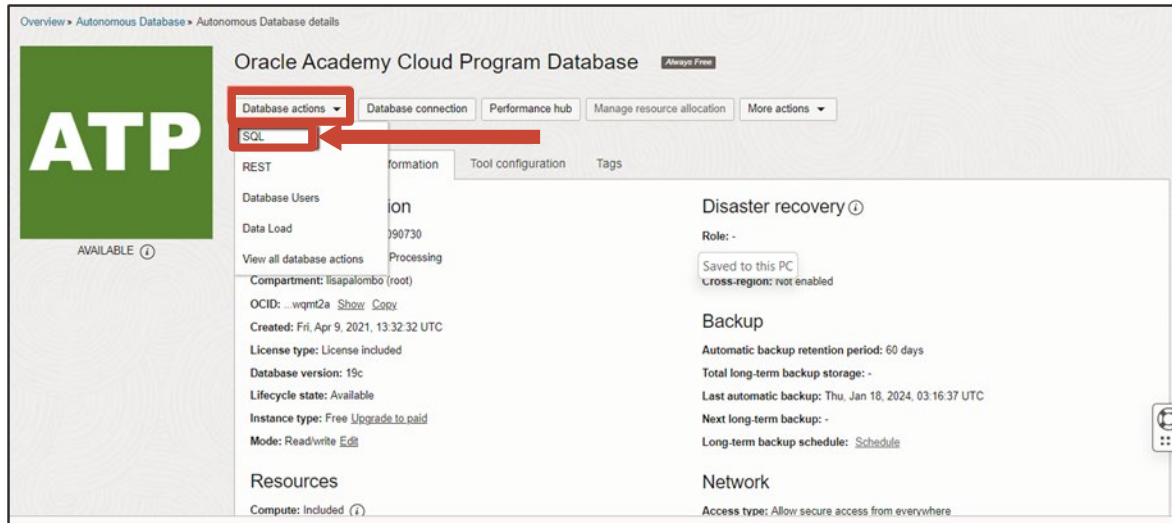 Overview » Autonomous Database » Autonomous Database details
ATP
AVAILABLE
Oracle Academy Cloud Program Database Always Free
Database actions Database connection Performance hub Manage resource allocation More actions
SQL
REST
Database Users
Data Load
View all database actions
formation Tool configuration Tags
ion
090730
Processing
Compartment: lisapalombo (root)
OCID: ...wqmt2a Show Copy
Created: Fri, Apr 9, 2021, 13:32:32 UTC
License type: License included
Database version: 19c
Lifecycle state: Available
Instance type: Free Upgrade to paid
Mode: Read/write Edit
Resources
Compute: Included
Disaster recovery
Role: -
Saved to this PC
Cross-region: Not enabled
Backup
Automatic backup retention period: 60 days
Total long-term backup storage: -
Last automatic backup: Thu, Jan 18, 2024, 03:16:37 UTC
Next long-term backup: -
Long-term backup schedule: Schedule
Network
Access type: Allow secure access from everywhere